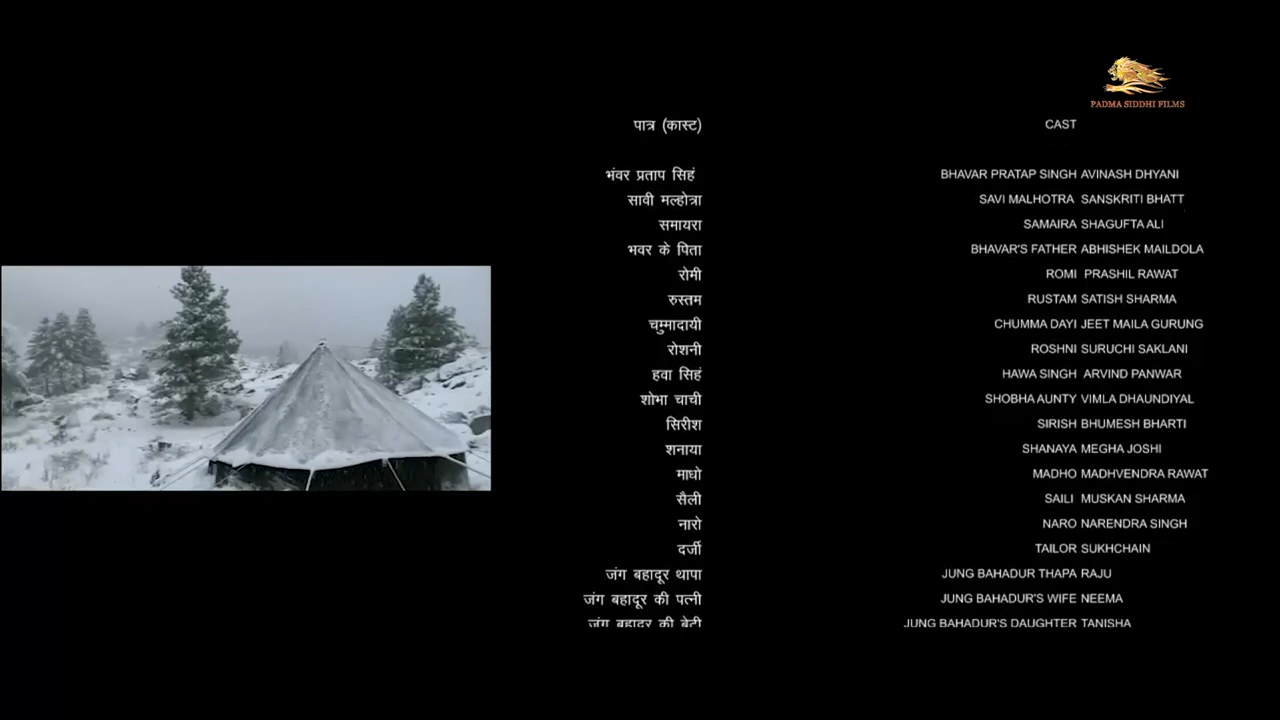 PADMA SIDDHI FILMS
पात्र (कास्ट) CAST
भंवर प्रताप सिहं BHAVAR PRATAP SINGH AVINASH DHYANI
सावी मल्होत्रा SAVI MALHOTRA SANSKRITI BHATT
समायरा SAMAIRA SHAGUFTA ALI
भवर के पिता BHAVAR'S FATHER ABHISHEK MAILDOLA
रोमी ROMI PRASHIL RAWAT
रुस्तम RUSTAM SATISH SHARMA
चुम्मादायी CHUMMA DAYI JEET MAILA GURUNG
रोशनी ROSHNI SURUCHI SAKLANI
हवा सिहं HAWA SINGH ARVIND PANWAR
शोभा चाची SHOBHA AUNTY VIMLA DHAUNDIYAL
सिरीश SIRISH BHUMESH BHARTI
शनाया SHANAYA MEGHA JOSHI
माधो MADHO MADHVENDRA RAWAT
सैली SAILI MUSKAN SHARMA
नारो NARO NARENDRA SINGH
दर्जी TAILOR SUKHCHAIN
जंग बहादूर थापा JUNG BAHADUR THAPA RAJU
जंग बहादूर की पत्नी JUNG BAHADUR'S WIFE NEEMA
जंग बहादूर की बेटी JUNG BAHADUR'S DAUGHTER TANISHA